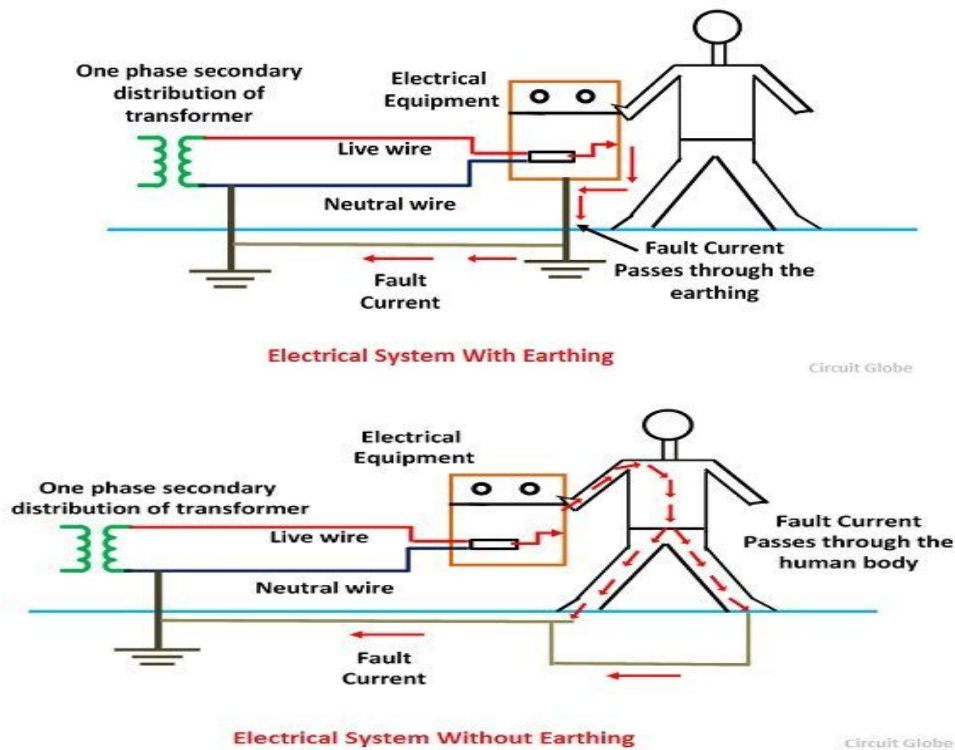 One phase secondary
distribution of
transformer
Electrical
Equipment
Live wire
Neutral wire
Fault Current
Passes through the
earthing
Fault
Current
Electrical System With Earthing
Circuit Globe
Electrical
Equipment
One phase secondary
distribution of transformer
Live wire
Fault Current
Passes through the
human body
Neutral wire
Fault
Current
Electrical System Without Earthing
Circuit Globe